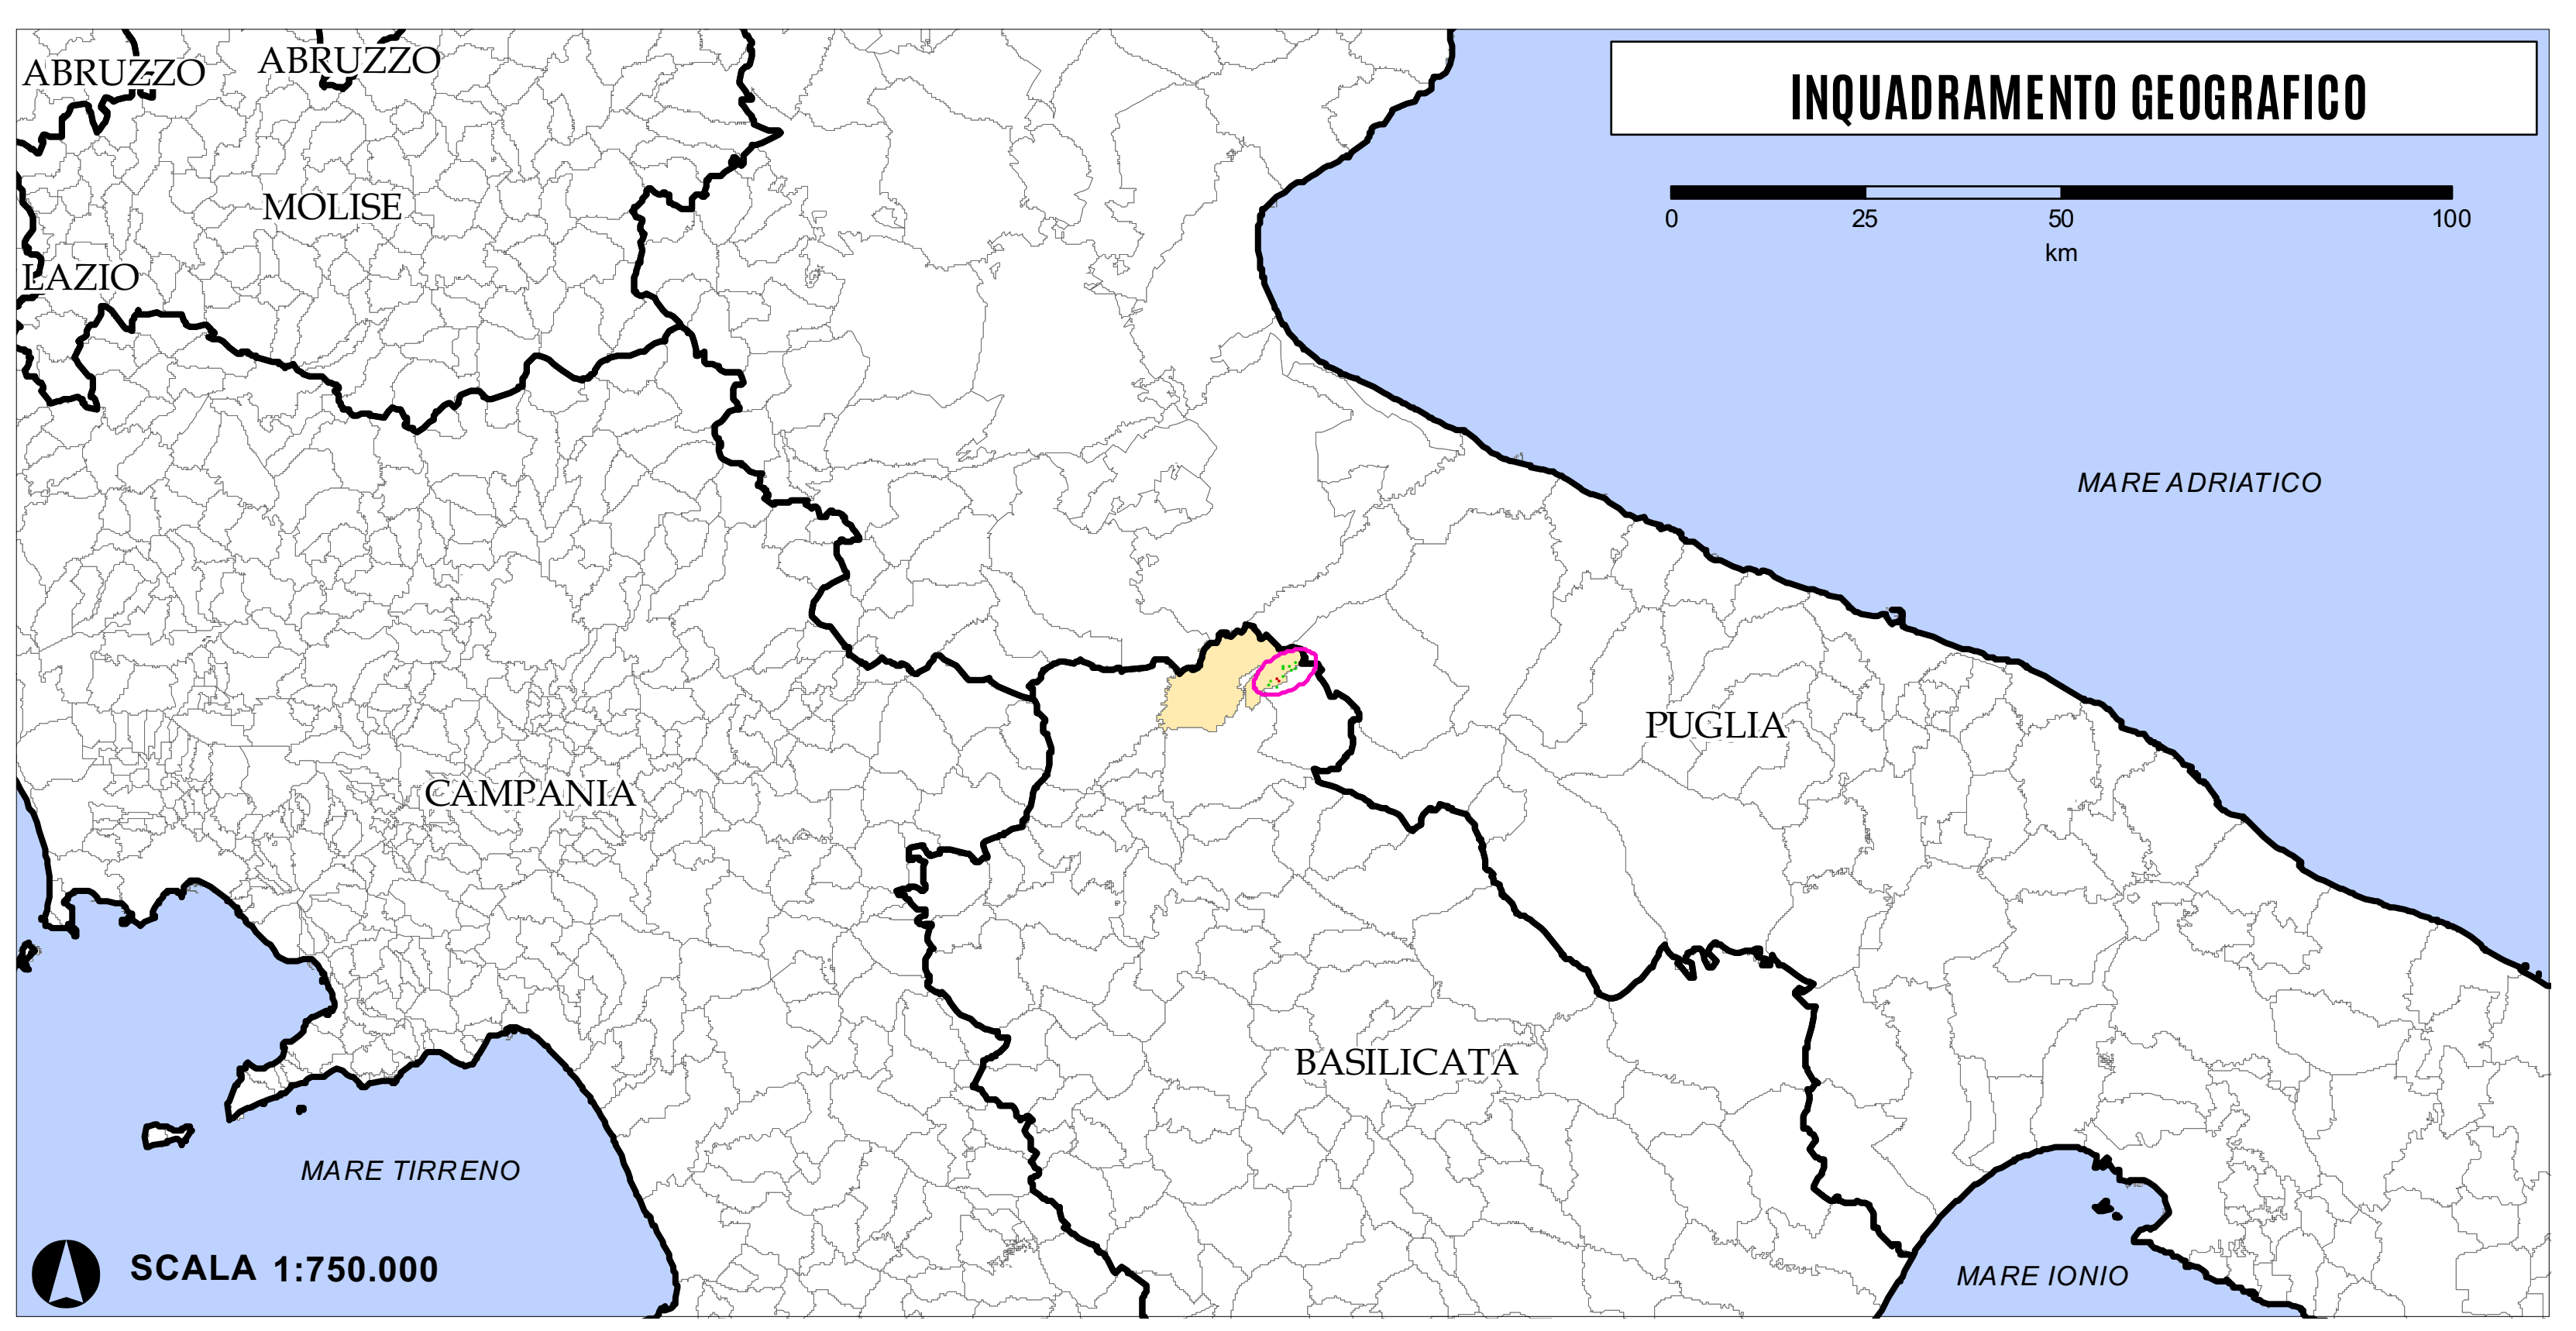 ABRUZZO
ABRUZZO
INQUADRAMENTO GEOGRAFICO
MOLISE
0 25 50 100
km
LAZIO
MARE ADRIATICO
PUGLIA
CAMPANIA
BASILICATA
MARE TIRRENO
SCALA 1:750.000
MARE IONIO